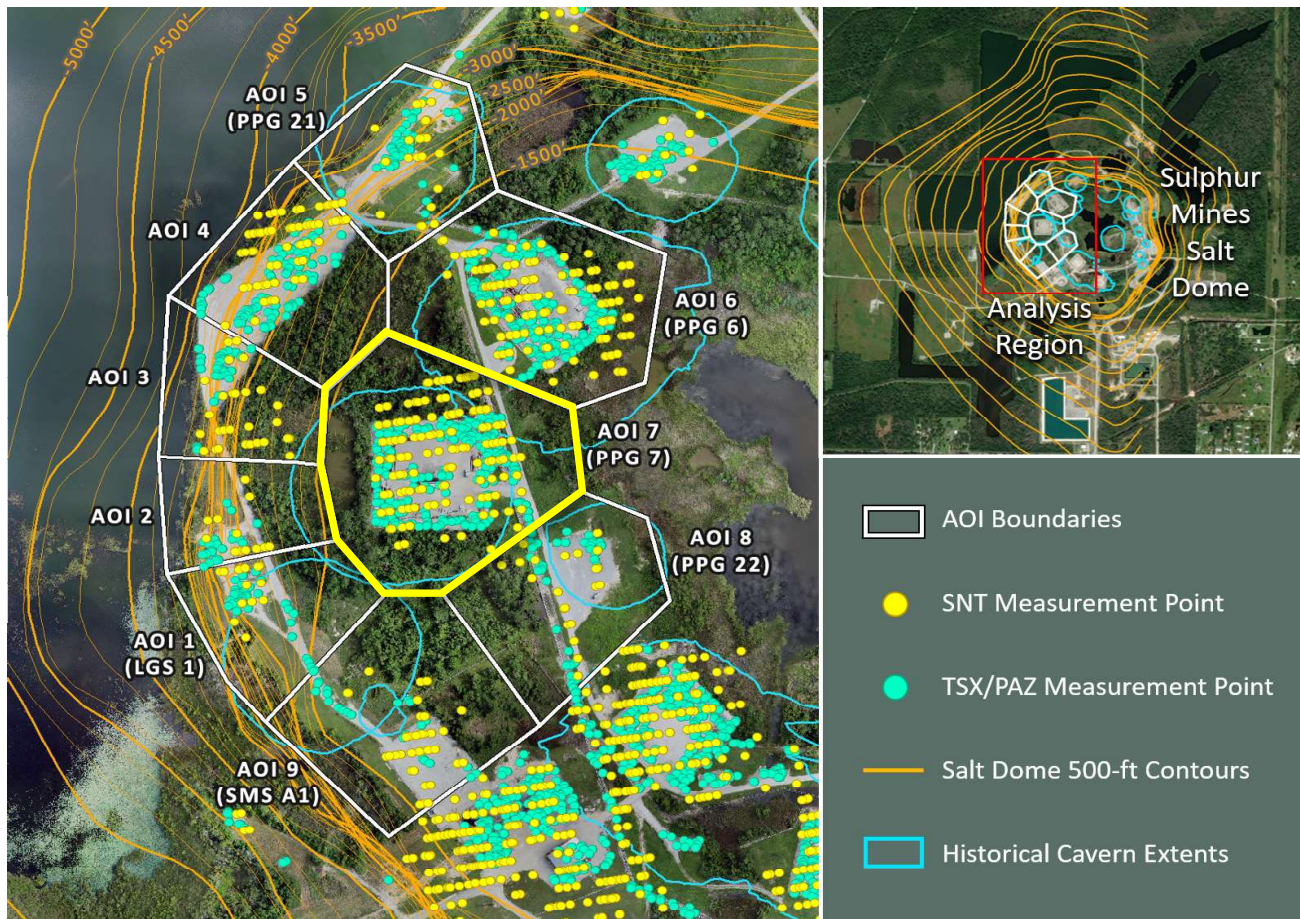 -5000'
-4500'
-4000'
-3500'
-3000'
-2500'
-2000'
-1500'
AOI 5
(PPG 21)
AOI 4
AOI 3
AOI 2
AOI 1
(LGS 1)
AOI 9
(SMS A1)
AOI 6
(PPG 6)
AOI 7
(PPG 7)
AOI 8
(PPG 22)
Sulphur
Mines
Salt
Dome
Analysis
Region
AOI Boundaries
SNT Measurement Point
TSX/PAZ Measurement Point
Salt Dome 500-ft Contours
Historical Cavern Extents